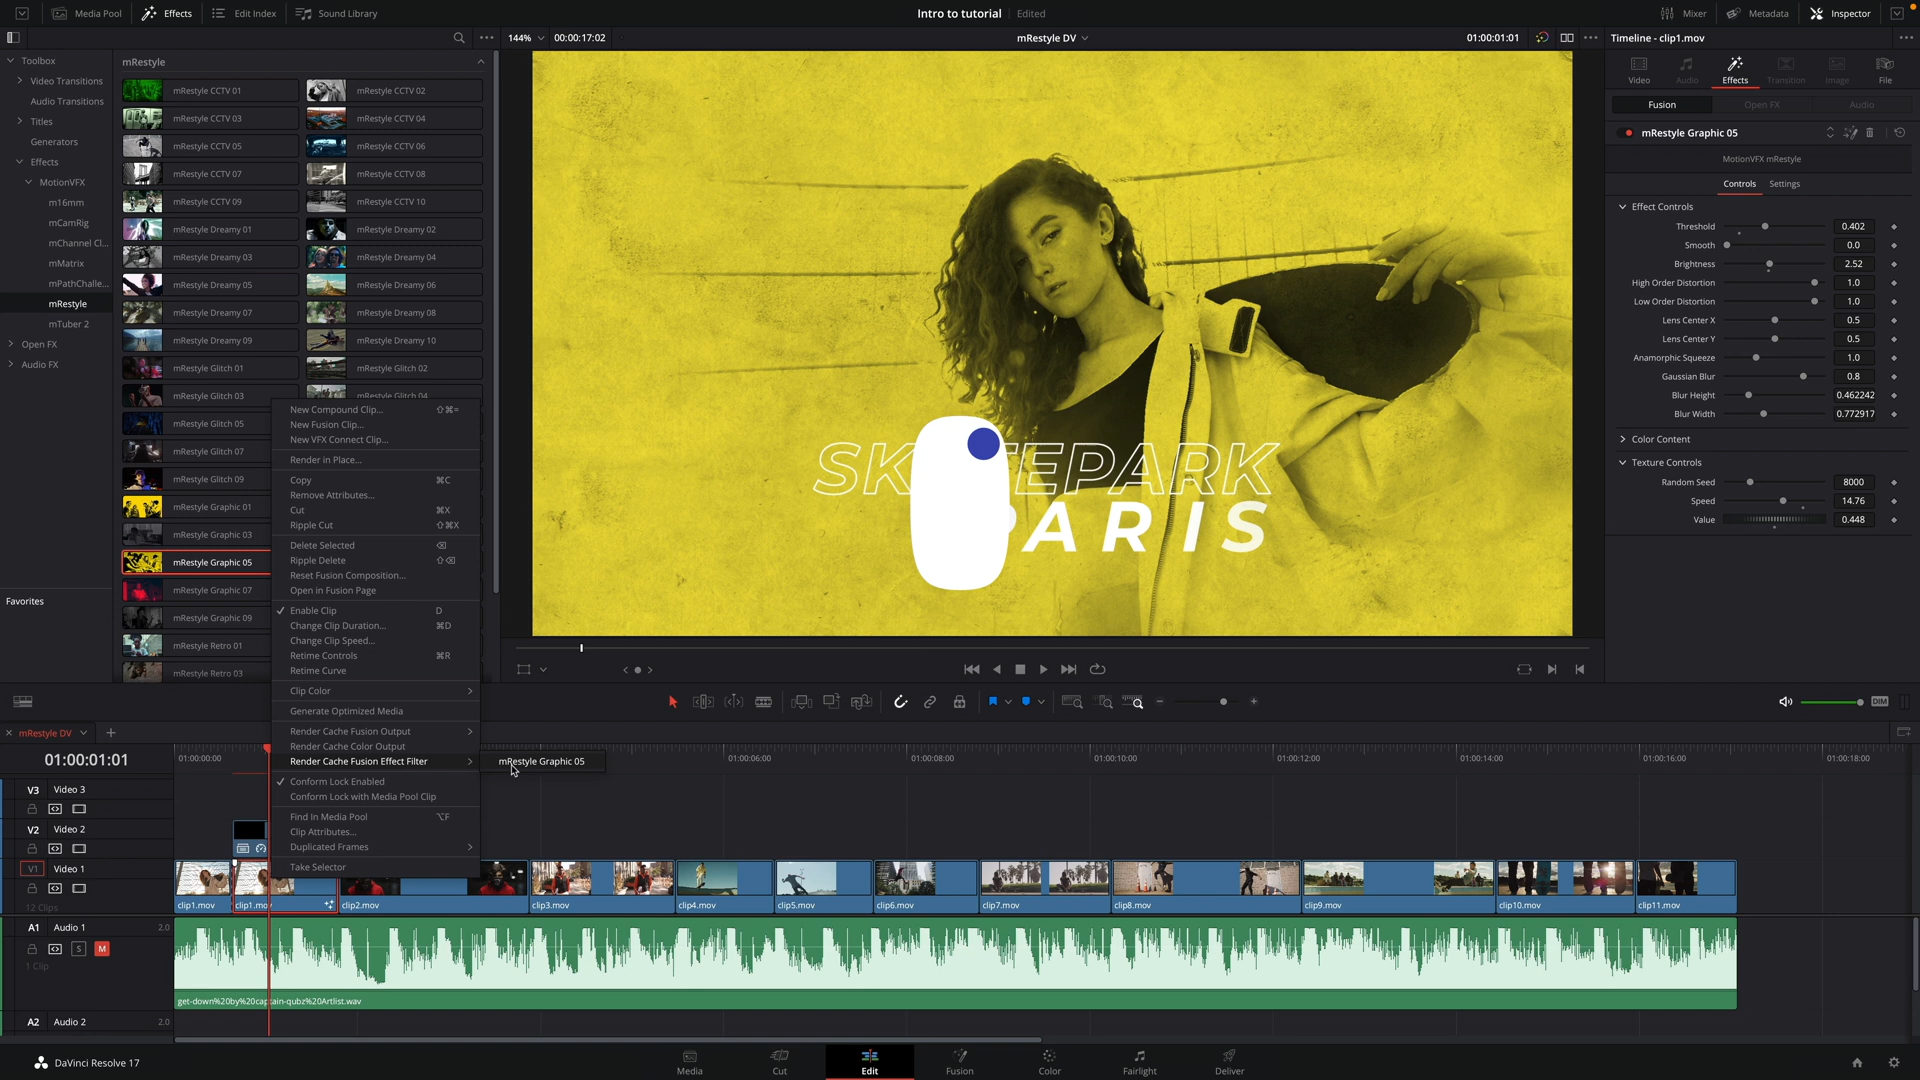 Media Pool
Effects
Edit Index
Sound Library
Intro to tutorial
Edited
Mixer
Metadata
Inspector
144%
00:00:17:02
mRestyle DV
01:00:01:01
Timeline - clip1.mov
Toolbox
Video Transitions
Audio Transitions
Titles
Generators
Effects
MotionVFX
m16mm
mCamRig
mChannel Cl...
mMatrix
mPathChalle...
mRestyle
mTuber 2
Open FX
Audio FX
Favorites
mRestyle
mRestyle CCTV 01
mRestyle CCTV 02
mRestyle CCTV 03
mRestyle CCTV 04
mRestyle CCTV 05
mRestyle CCTV 06
mRestyle CCTV 07
mRestyle CCTV 08
mRestyle CCTV 09
mRestyle CCTV 10
mRestyle Dreamy 01
mRestyle Dreamy 02
mRestyle Dreamy 03
mRestyle Dreamy 04
mRestyle Dreamy 05
mRestyle Dreamy 06
mRestyle Dreamy 07
mRestyle Dreamy 08
mRestyle Dreamy 09
mRestyle Dreamy 10
mRestyle Glitch 01
mRestyle Glitch 02
mRestyle Glitch 03
mRestyle Glitch 04
mRestyle Glitch 05
mRestyle Glitch 07
mRestyle Glitch 09
mRestyle Graphic 01
mRestyle Graphic 03
mRestyle Graphic 05
mRestyle Graphic 07
mRestyle Graphic 09
mRestyle Retro 01
mRestyle Retro 03
New Compound Clip... ⇧⌘=
New Fusion Clip...
New VFX Connect Clip...
Render in Place...
Copy ⌘C
Remove Attributes...
Cut ⌘X
Ripple Cut ⇧⌘X
Delete Selected ⌫
Ripple Delete ⇧⌫
Reset Fusion Composition...
Open in Fusion Page
✓ Enable Clip D
Change Clip Duration... ⌘D
Change Clip Speed...
Retime Controls ⌘R
Retime Curve
Clip Color
Generate Optimized Media
Render Cache Fusion Output
Render Cache Color Output
Render Cache Fusion Effect Filter
mRestyle Graphic 05
✓ Conform Lock Enabled
Conform Lock with Media Pool Clip
Find In Media Pool ⌥F
Clip Attributes...
Duplicated Frames
Take Selector
SK TEPARK
PARIS
Video
Audio
Effects
Transition
Image
File
Fusion
Open FX
Audio
mRestyle Graphic 05
MotionVFX mRestyle
Controls
Settings
Effect Controls
Threshold 0.402
Smooth 0.0
Brightness 2.52
High Order Distortion 1.0
Low Order Distortion 1.0
Lens Center X 0.5
Lens Center Y 0.5
Anamorphic Squeeze 1.0
Gaussian Blur 0.8
Blur Height 0.462242
Blur Width 0.772917
Color Content
Texture Controls
Random Seed 8000
Speed 14.76
Value 0.448
DIM
mRestyle DV
01:00:01:01
01:00:00:00
01:00:06:00
01:00:08:00
01:00:10:00
01:00:12:00
01:00:14:00
01:00:16:00
01:00:18:00
V3 Video 3
V2 Video 2
V1 Video 1
12 Clips
clip1.mov
clip1.mov
clip2.mov
clip3.mov
clip4.mov
clip5.mov
clip6.mov
clip7.mov
clip8.mov
clip9.mov
clip10.mov
clip11.mov
A1 Audio 1 2.0
S M
1 Clip
get-down%20by%20captain-qubz%20Artlist.wav
A2 Audio 2 2.0
DaVinci Resolve 17
Media
Cut
Edit
Fusion
Color
Fairlight
Deliver